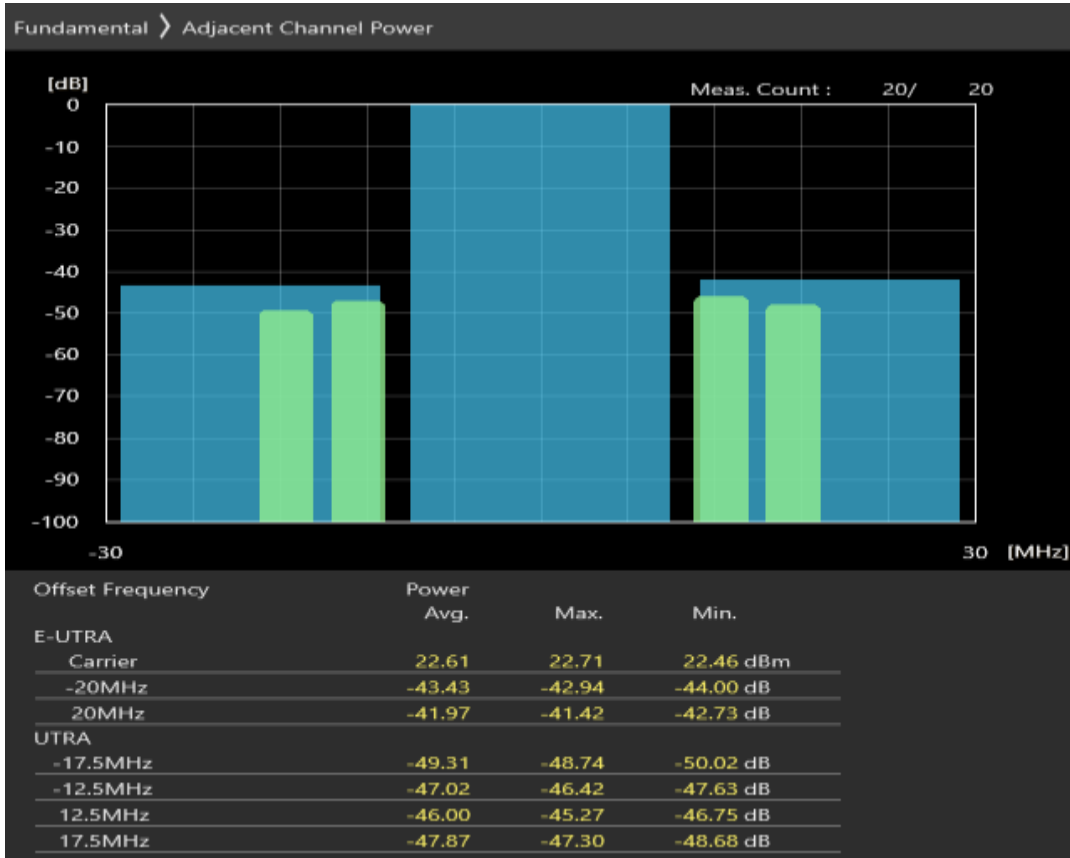 Fundamental 〉 Adjacent Channel Power
[dB]
Meas. Count : 20/ 20
0
-10
-20
-30
-40
-50
-60
-70
-80
-90
-100
-30 30 [MHz]
Offset Frequency Power
Avg. Max. Min.
E-UTRA
Carrier 22.61 22.71 22.46 dBm
-20MHz -43.43 -42.94 -44.00 dB
20MHz -41.97 -41.42 -42.73 dB
UTRA
-17.5MHz -49.31 -48.74 -50.02 dB
-12.5MHz -47.02 -46.42 -47.63 dB
12.5MHz -46.00 -45.27 -46.75 dB
17.5MHz -47.87 -47.30 -48.68 dB